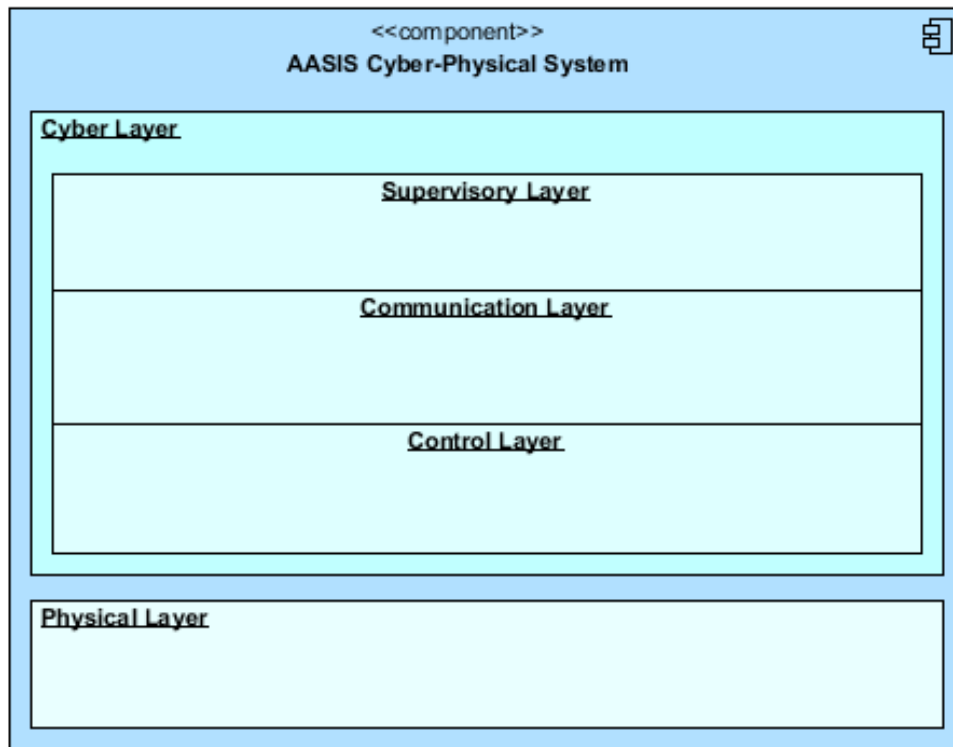 <<component>>
AASIS Cyber-Physical System
Cyber Layer
Supervisory Layer
Communication Layer
Control Layer
Physical Layer